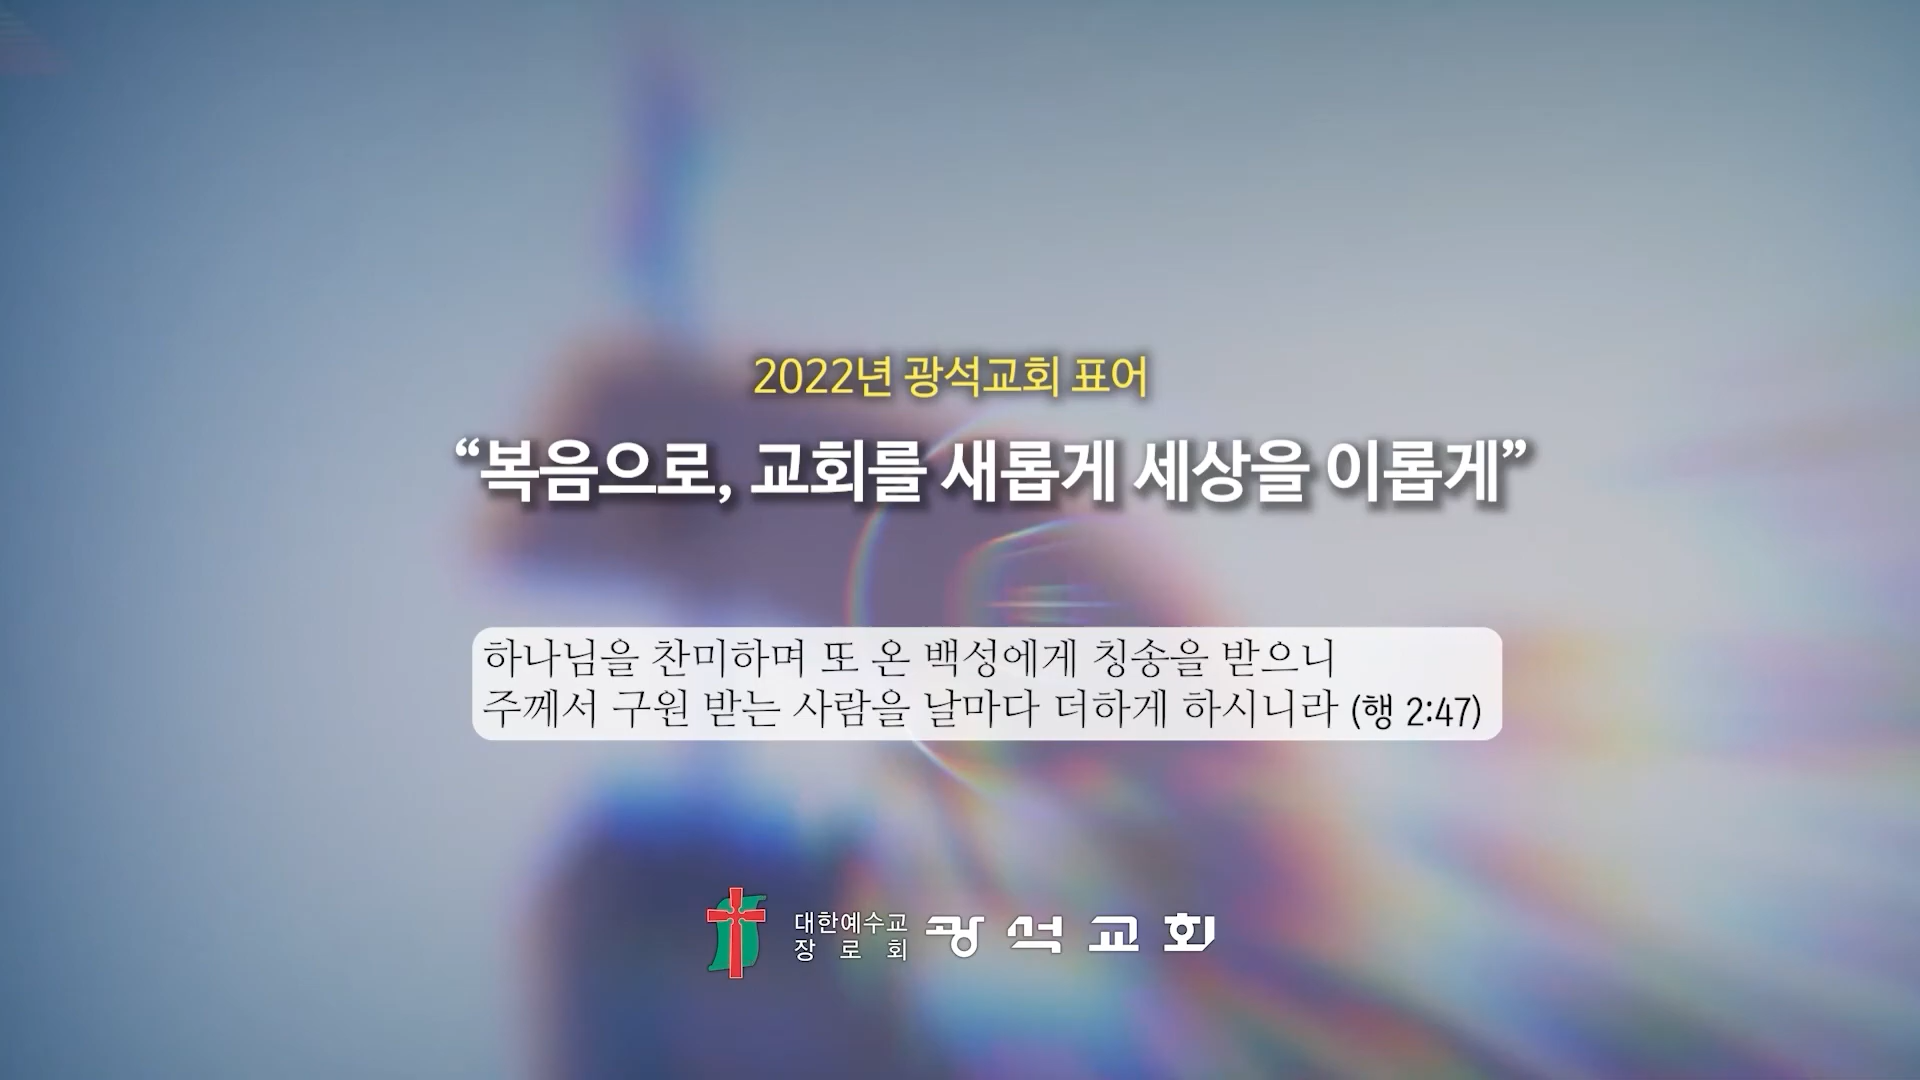 2022년 광석교회 표어
“복음으로, 교회를 새롭게 세상을 이롭게”
하나님을 찬미하며 또 온 백성에게 칭송을 받으니
주께서 구원 받는 사람을 날마다 더하게 하시니라 (행 2:47)
대한예수교
장로회
광석교회